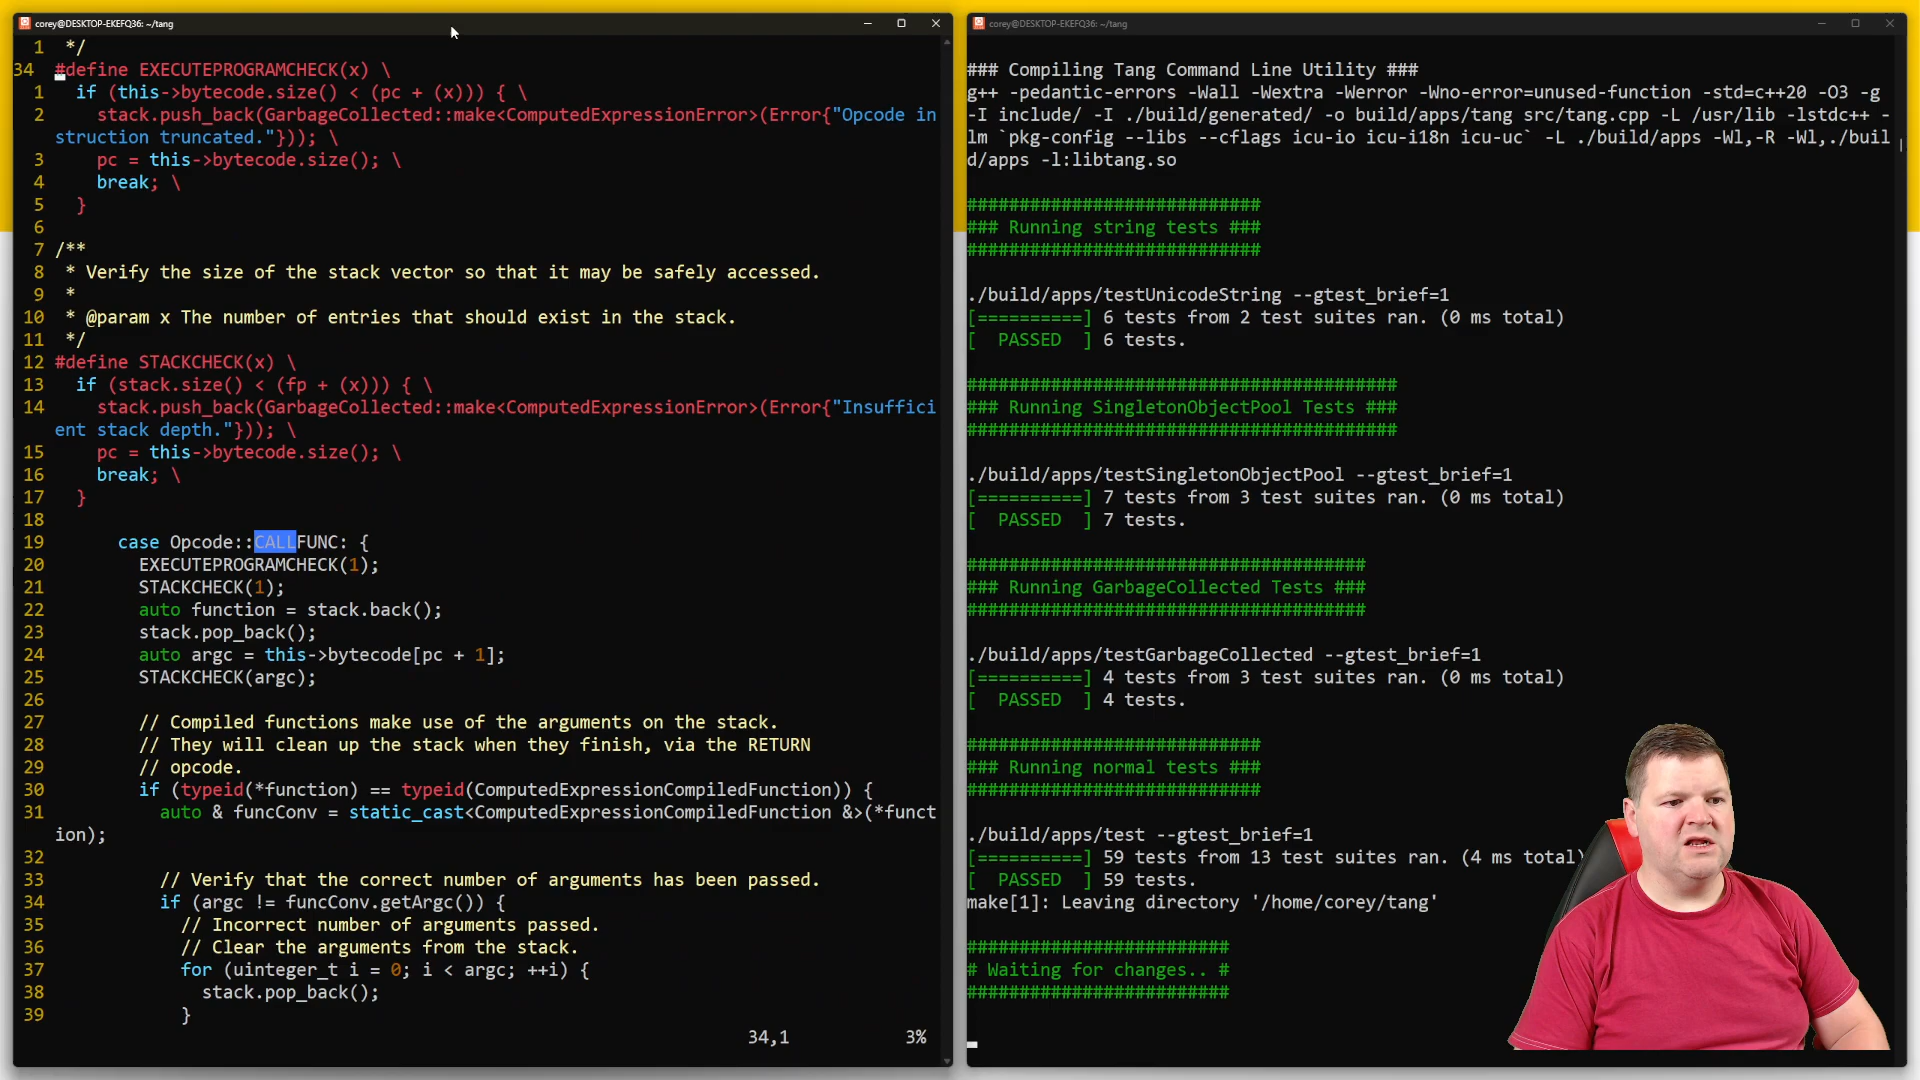 corey@DESKTOP-EKEFQ36: ~/tang
1 */
34 #define EXECUTEPROGRAMCHECK(x) \
1 if (this->bytecode.size() < (pc + (x))) { \
2 stack.push_back(GarbageCollected::make<ComputedExpressionError>(Error{"Opcode in
struction truncated."})); \
3 pc = this->bytecode.size(); \
4 break; \
5 }
6
7 /**
8 * Verify the size of the stack vector so that it may be safely accessed.
9 *
10 * @param x The number of entries that should exist in the stack.
11 */
12 #define STACKCHECK(x) \
13 if (stack.size() < (fp + (x))) { \
14 stack.push_back(GarbageCollected::make<ComputedExpressionError>(Error{"Insuffici
ent stack depth."})); \
15 pc = this->bytecode.size(); \
16 break; \
17 }
18
19 case Opcode::CALLFUNC: {
20 EXECUTEPROGRAMCHECK(1);
21 STACKCHECK(1);
22 auto function = stack.back();
23 stack.pop_back();
24 auto argc = this->bytecode[pc + 1];
25 STACKCHECK(argc);
26
27 // Compiled functions make use of the arguments on the stack.
28 // They will clean up the stack when they finish, via the RETURN
29 // opcode.
30 if (typeid(*function) == typeid(ComputedExpressionCompiledFunction)) {
31 auto & funcConv = static_cast<ComputedExpressionCompiledFunction &>(*funct
ion);
32
33 // Verify that the correct number of arguments has been passed.
34 if (argc != funcConv.getArgc()) {
35 // Incorrect number of arguments passed.
36 // Clear the arguments from the stack.
37 for (uinteger_t i = 0; i < argc; ++i) {
38 stack.pop_back();
39 }
34,1 3%
corey@DESKTOP-EKEFQ36: ~/tang
### Compiling Tang Command Line Utility ###
g++ -pedantic-errors -Wall -Wextra -Werror -Wno-error=unused-function -std=c++20 -O3 -g
-I include/ -I ./build/generated/ -o build/apps/tang src/tang.cpp -L /usr/lib -lstdc++ -
lm `pkg-config --libs --cflags icu-io icu-i18n icu-uc` -L ./build/apps -Wl,-R -Wl,./buil
d/apps -l:libtang.so
############################
### Running string tests ###
############################
./build/apps/testUnicodeString --gtest_brief=1
[==========] 6 tests from 2 test suites ran. (0 ms total)
[  PASSED  ] 6 tests.
#########################################
### Running SingletonObjectPool Tests ###
#########################################
./build/apps/testSingletonObjectPool --gtest_brief=1
[==========] 7 tests from 3 test suites ran. (0 ms total)
[  PASSED  ] 7 tests.
######################################
### Running GarbageCollected Tests ###
######################################
./build/apps/testGarbageCollected --gtest_brief=1
[==========] 4 tests from 3 test suites ran. (0 ms total)
[  PASSED  ] 4 tests.
############################
### Running normal tests ###
############################
./build/apps/test --gtest_brief=1
[==========] 59 tests from 13 test suites ran. (4 ms total)
[  PASSED  ] 59 tests.
make[1]: Leaving directory '/home/corey/tang'
#########################
# Waiting for changes.. #
#########################